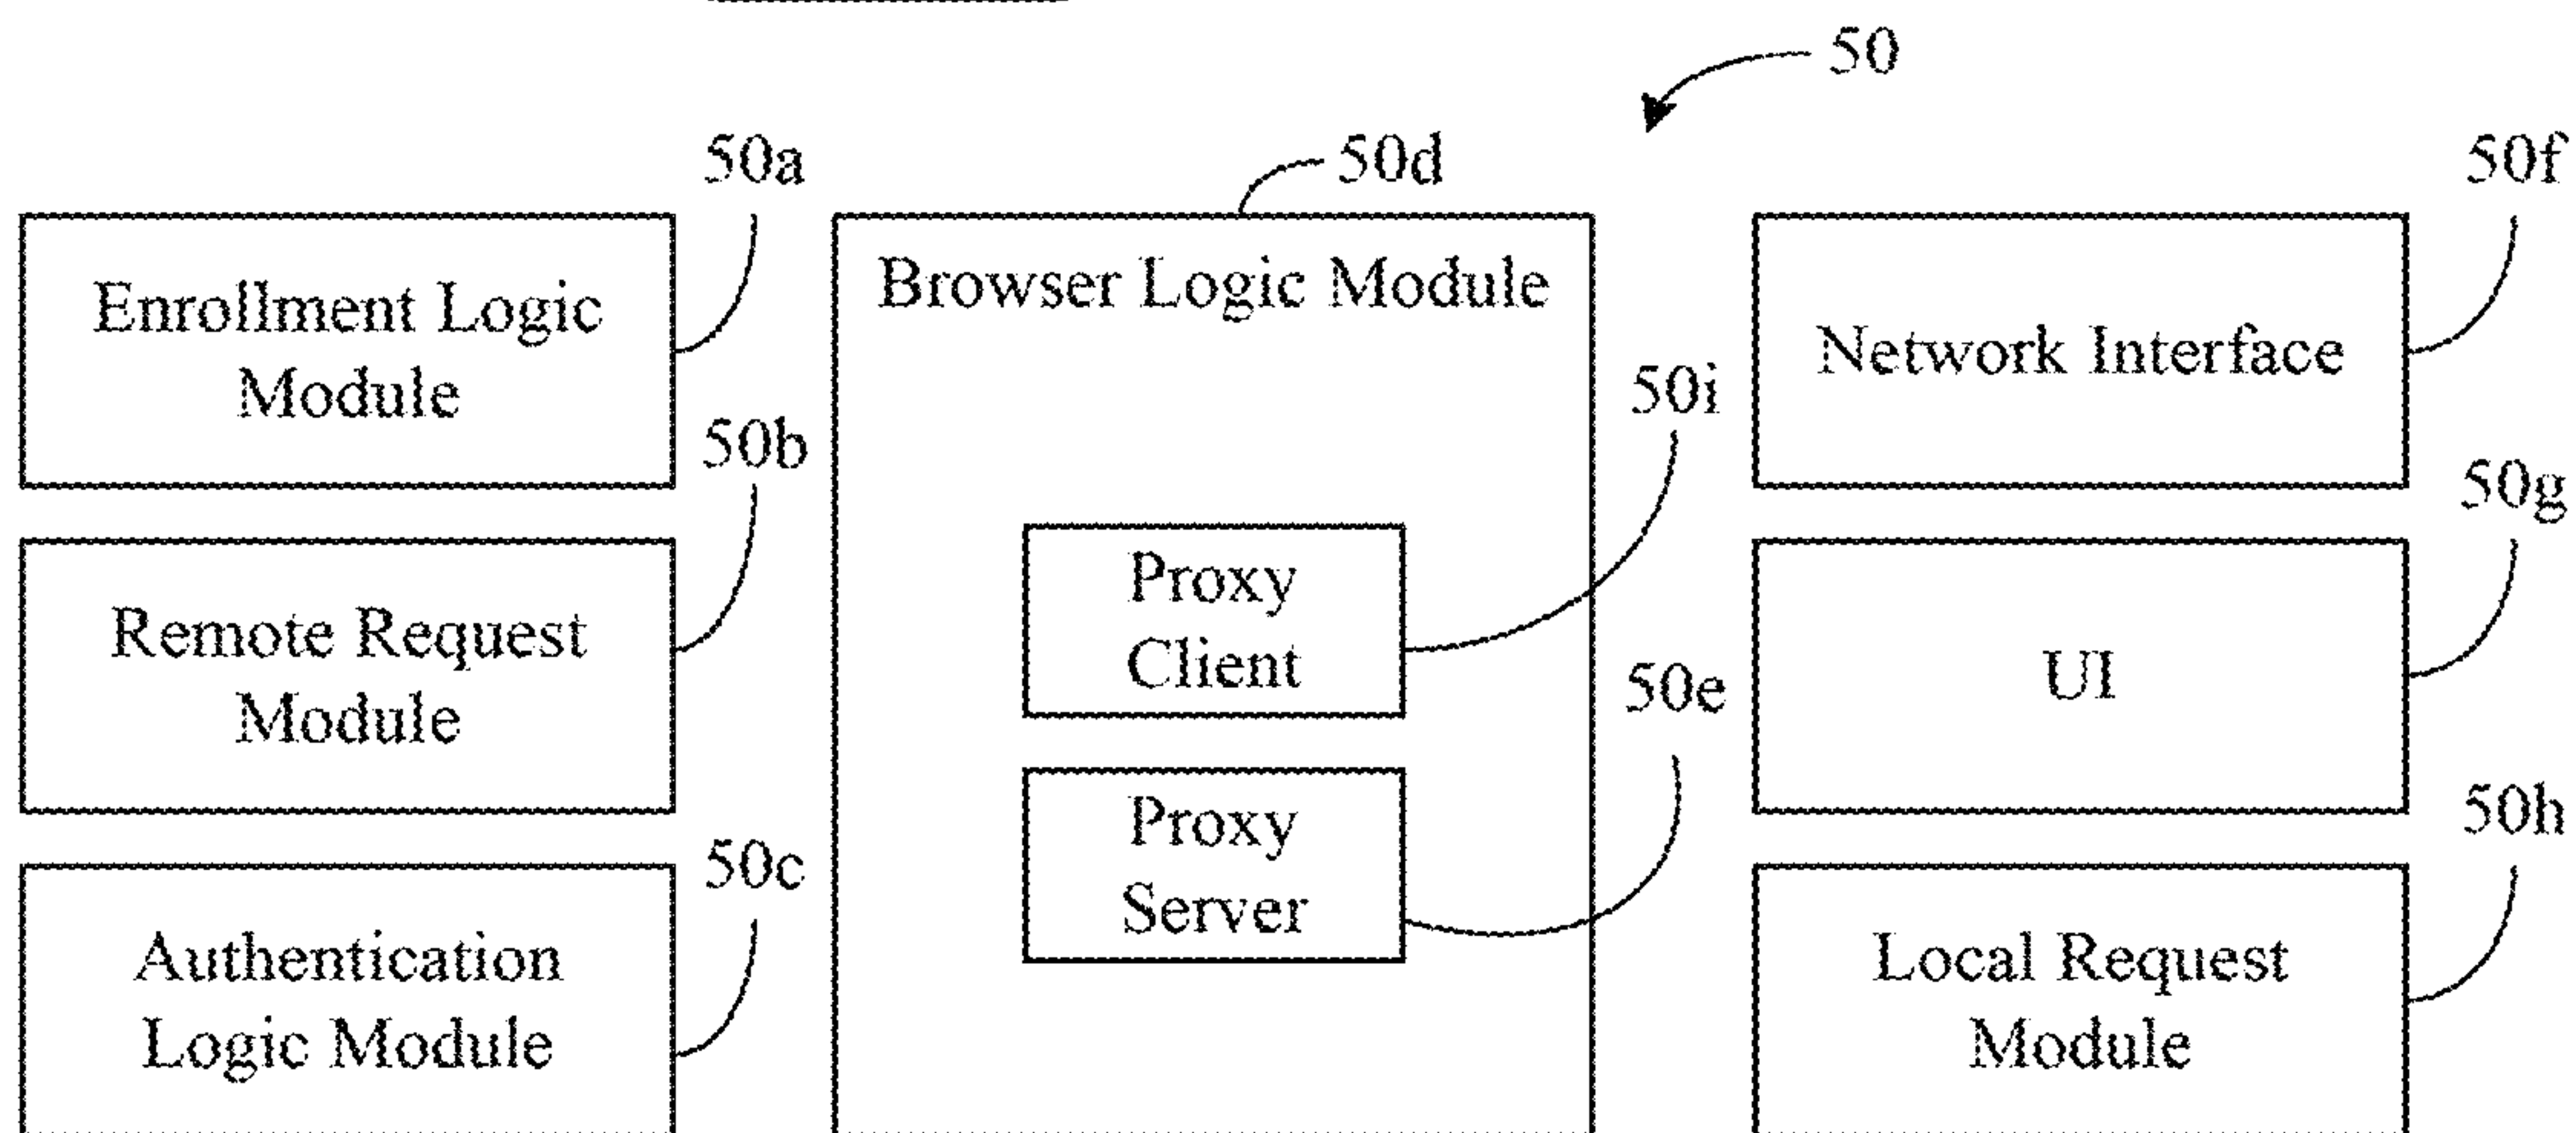 50
50a
Enrollment Logic
Module
50b
Remote Request
Module
50c
Authentication
Logic Module
50d
Browser Logic Module
50i
Proxy
Client
50e
Proxy
Server
50f
Network Interface
50g
UI
50h
Local Request
Module